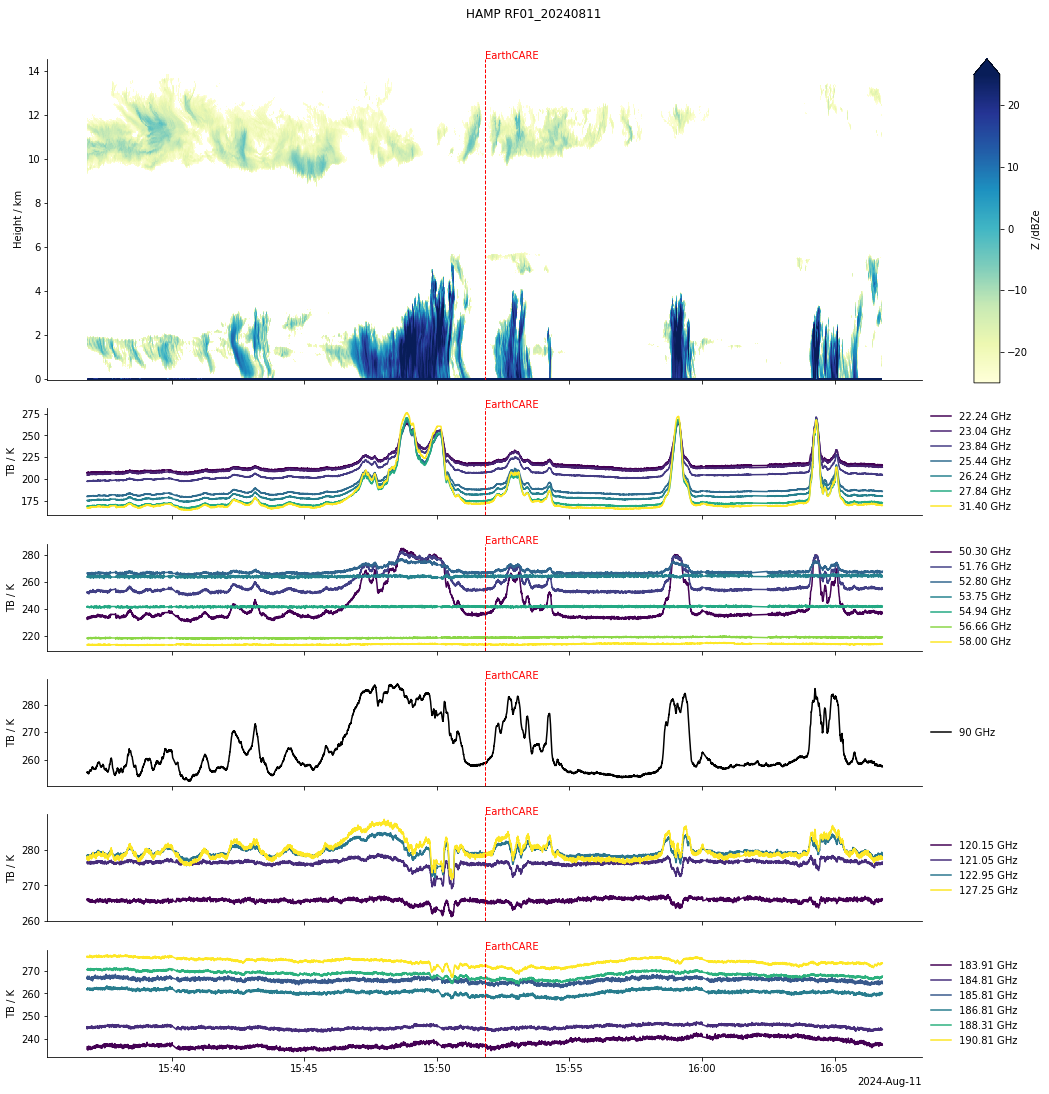 HAMP RF01_20240811
EarthCARE
14
12
10
8
6
4
2
0
Height / km
20
10
0
−10
−20
Z /dBZe
EarthCARE
275
250
225
200
175
TB / K
22.24 GHz
23.04 GHz
23.84 GHz
25.44 GHz
26.24 GHz
27.84 GHz
31.40 GHz
EarthCARE
280
260
240
220
TB / K
50.30 GHz
51.76 GHz
52.80 GHz
53.75 GHz
54.94 GHz
56.66 GHz
58.00 GHz
EarthCARE
280
270
260
TB / K
90 GHz
EarthCARE
280
270
260
TB / K
120.15 GHz
121.05 GHz
122.95 GHz
127.25 GHz
EarthCARE
270
260
250
240
TB / K
183.91 GHz
184.81 GHz
185.81 GHz
186.81 GHz
188.31 GHz
190.81 GHz
15:40 15:45 15:50 15:55 16:00 16:05
2024-Aug-11